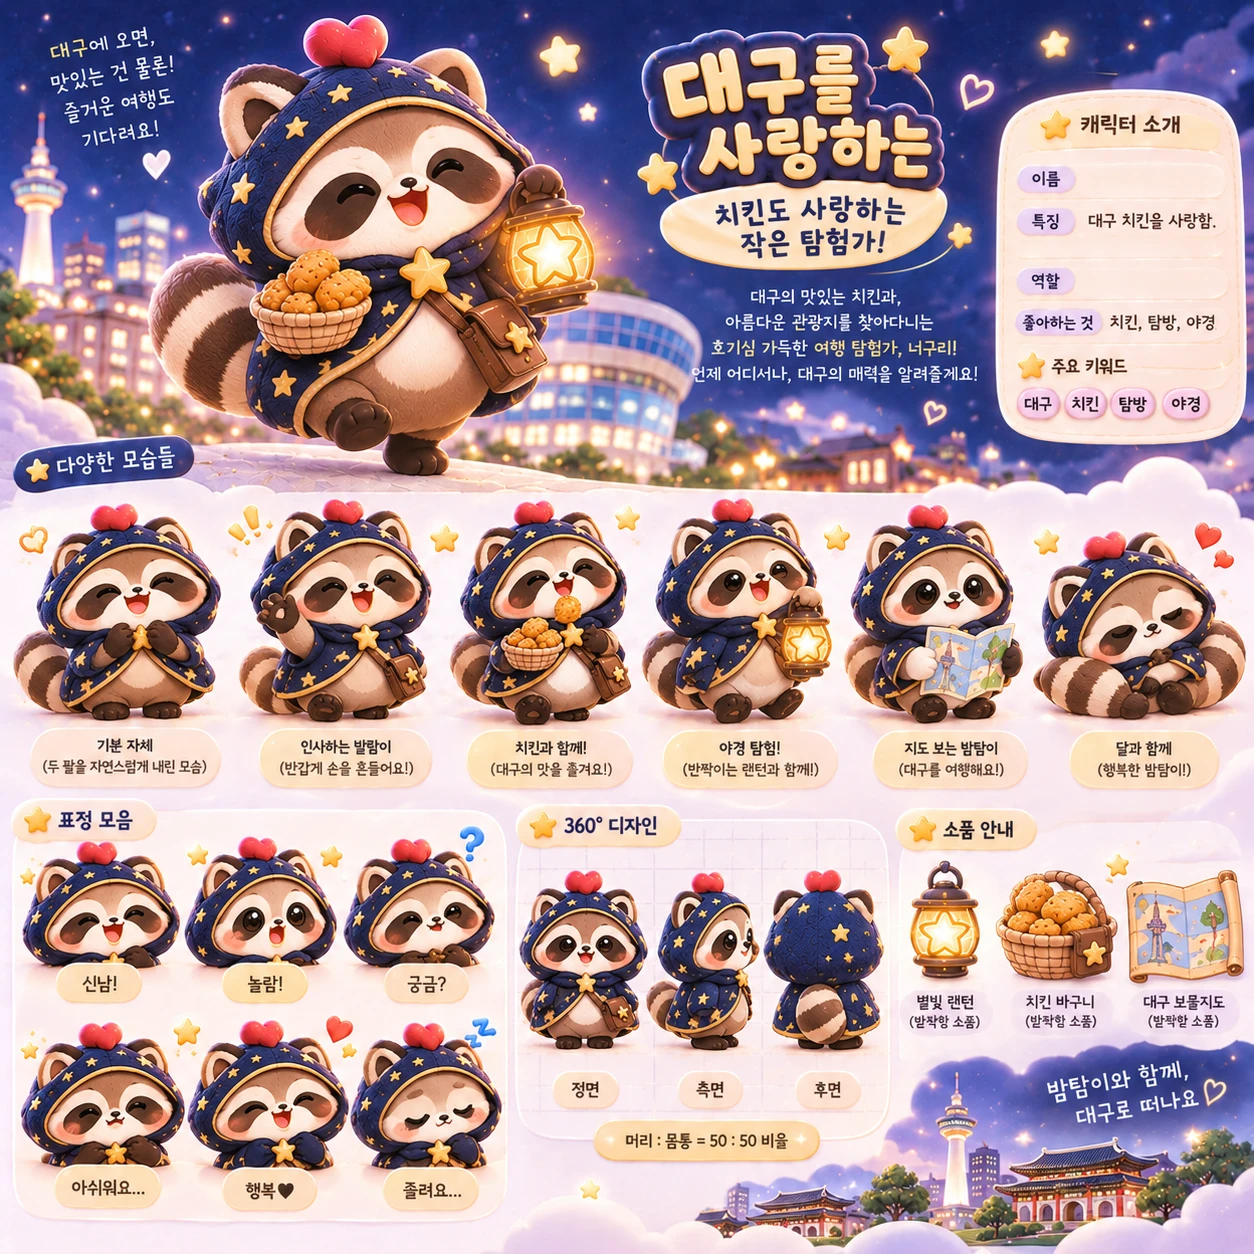 대구에 오면,
맛있는 건 물론!
즐거운 여행도
기다려요!
대구를
사랑하는
치킨도 사랑하는
작은 탐험가!
대구의 맛있는 치킨과,
아름다운 관광지를 찾아다니는
호기심 가득한 여행 탐험가, 너구리!
언제 어디서나, 대구의 매력을 알려줄게요!
캐릭터 소개
이름
특징 대구 치킨을 사랑함.
역할
좋아하는 것 치킨, 탐방, 야경
주요 키워드
대구 치킨 탐방 야경
다양한 모습들
기분 자체
(두 팔을 자연스럽게 내린 모습)
인사하는 발람이
(반갑게 손을 흔들어요!)
치킨과 함께!
(대구의 맛을 즐겨요!)
야경 탐험!
(반짝이는 랜턴과 함께!)
지도 보는 밤탐이
(대구를 여행해요!)
달과 함께
(행복한 밤탐이!)
표정 모음
신남!
놀람!
궁금?
아쉬워요...
행복♥
졸려요...
360° 디자인
정면
측면
후면
머리 : 몸통 = 50 : 50 비율
소품 안내
별빛 랜턴
소품)
치킨 바구니
소품)
대구 보물지도
소품)
밤탐이와 함께,
대구로 떠나요